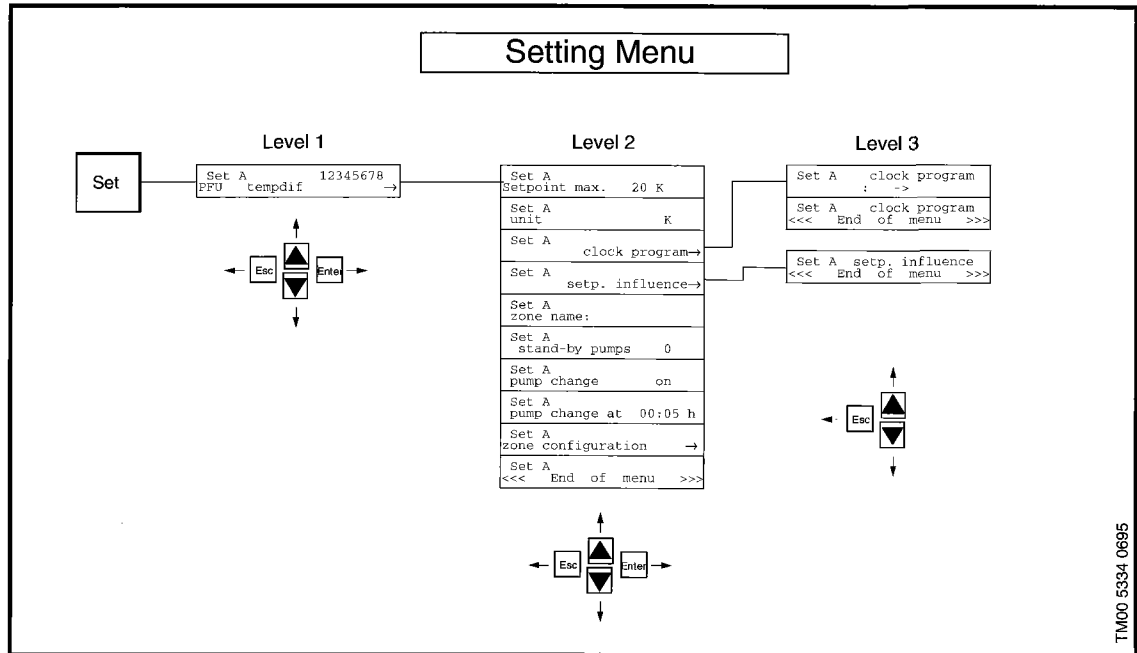 Setting Menu
Level 1
Level 2
Level 3
Set
Set A 12345678
PFU tempdif →
Esc
Enter
Set A
Setpoint max. 20 K
Set A
unit K
Set A
clock program→
Set A
setp. influence→
Set A
zone name:
Set A
stand-by pumps 0
Set A
pump change on
Set A
pump change at 00:05 h
Set A
zone configuration →
Set A
<<< End of menu >>>
Esc
Enter
Set A clock program
: ->
Set A clock program
<<< End of menu >>>
Set A setp. influence
<<< End of menu >>>
Esc
TM00 5334 0695